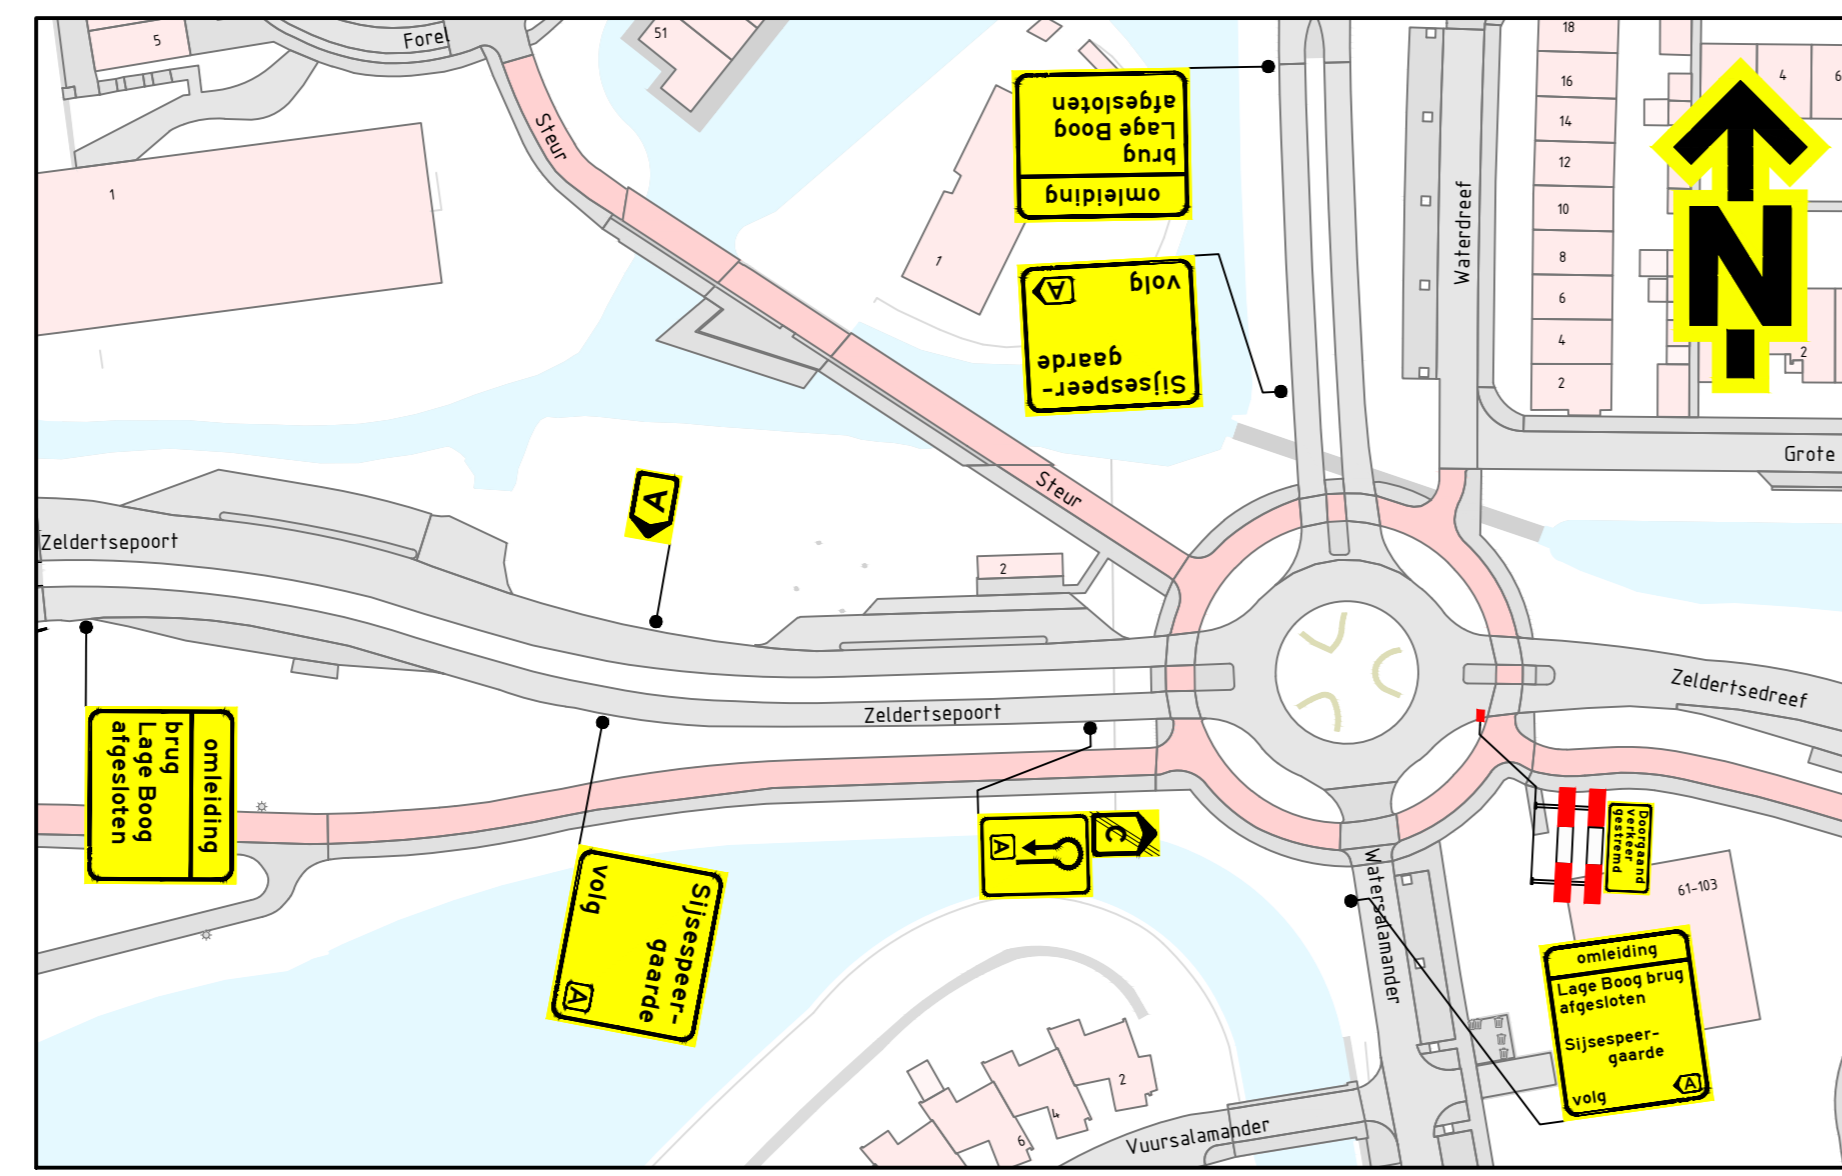 5
Forel
51
Steur
1
1
afgesloten
Lage Boog
brug
omleiding
volg
A
gaarde
Sijsespeer-
Waterdreef
18
16
14
12
10
8
6
4
2
4
6
2
N
Grote
Steur
A
Zeldertsepoort
2
Zeldertsepoort
Zeldertsedreef
omleiding
brug
Lage Boog
afgesloten
Sijsespeer-
gaarde
volg
A
A
C
Doorgaand
verkeer
gestremd
61-103
Watersalamander
omleiding
Lage Boog brug
afgesloten
Sijsespeer-
gaarde
volg
A
2
4
6
Vuursalamander